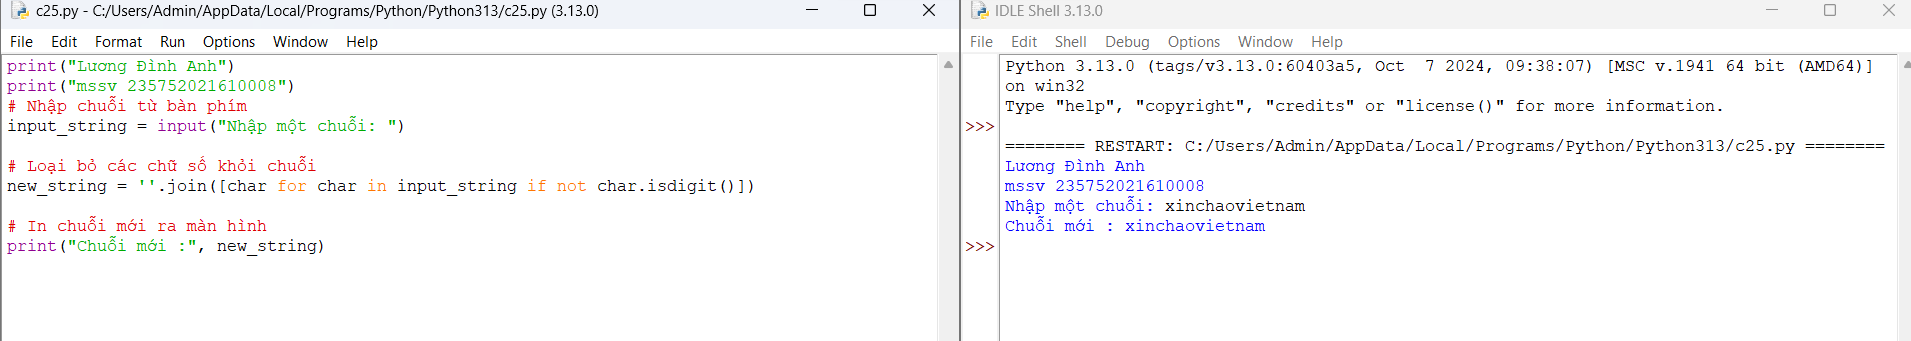 c25.py - C:/Users/Admin/AppData/Local/Programs/Python/Python313/c25.py (3.13.0)
File Edit Format Run Options Window Help
print("Lương Đình Anh")
print("mssv 235752021610008")
# Nhập chuỗi từ bàn phím
input_string = input("Nhập một chuỗi: ")
# Loại bỏ các chữ số khỏi chuỗi
new_string = ''.join([char for char in input_string if not char.isdigit()])
# In chuỗi mới ra màn hình
print("Chuỗi mới :", new_string)
IDLE Shell 3.13.0
File Edit Shell Debug Options Window Help
Python 3.13.0 (tags/v3.13.0:60403a5, Oct  7 2024, 09:38:07) [MSC v.1941 64 bit (AMD64)]
on win32
Type "help", "copyright", "credits" or "license()" for more information.
>>>
======== RESTART: C:/Users/Admin/AppData/Local/Programs/Python/Python313/c25.py ========
Lương Đình Anh
mssv 235752021610008
Nhập một chuỗi: xinchaovietnam
Chuỗi mới : xinchaovietnam
>>>